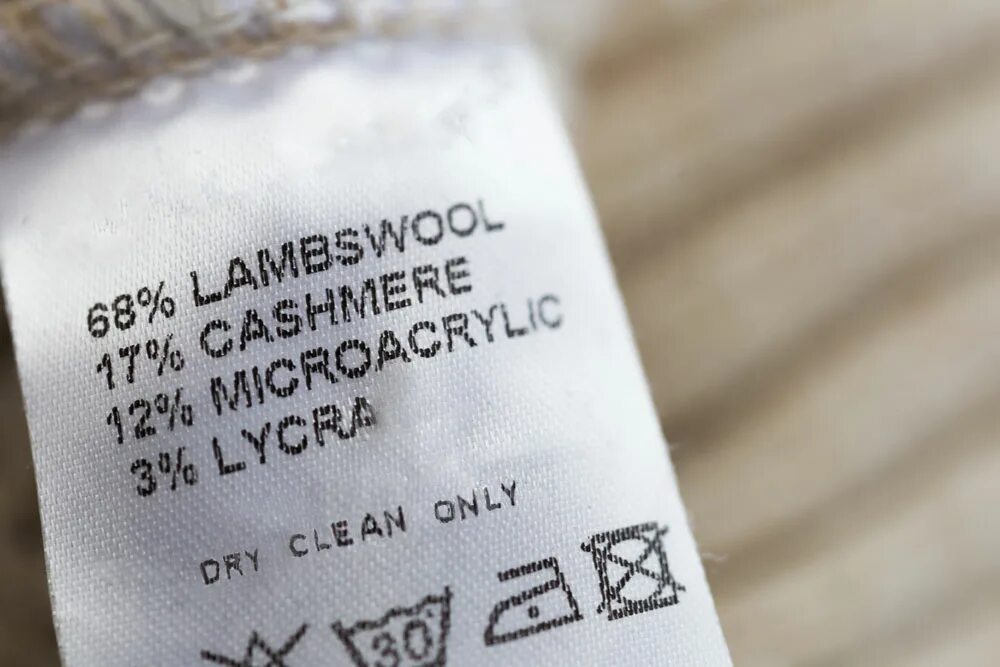 68% LAMBSWOOL
17% CASHMERE
12% MICROACRYLIC
3% LYCRA
DRY CLEAN ONLY
30